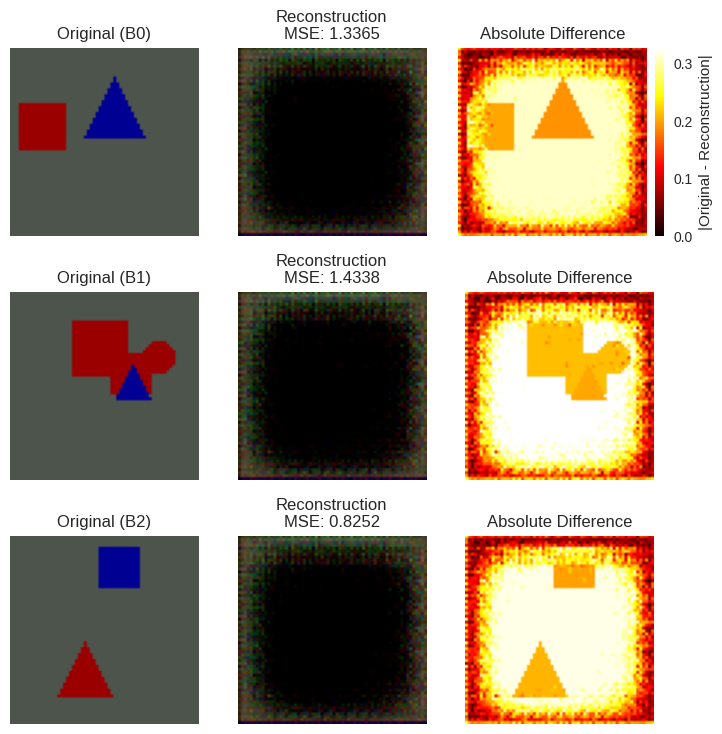 Original (B0)
Reconstruction
MSE: 1.3365
Absolute Difference
0.3
0.2
0.1
0.0
|Original - Reconstruction|
Original (B1)
Reconstruction
MSE: 1.4338
Absolute Difference
Original (B2)
Reconstruction
MSE: 0.8252
Absolute Difference